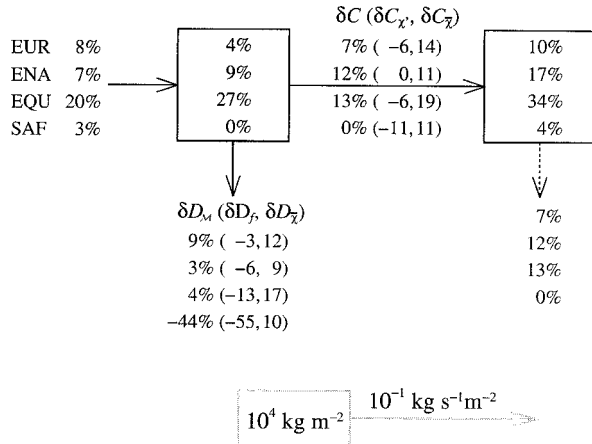 δC (δC_χ', δC_χ̅)
EUR 8% 4% 7% ( −6, 14) 10%
ENA 7% 9% 12% ( 0, 11) 17%
EQU 20% 27% 13% ( −6, 19) 34%
SAF 3% 0% 0% (−11, 11) 4%
δD_M (δD_f, δD_χ̅) 7%
9% ( −3, 12) 12%
3% ( −6, 9) 13%
4% (−13, 17) 0%
−44% (−55, 10)
10⁴ kg m⁻² 10⁻¹ kg s⁻¹m⁻²